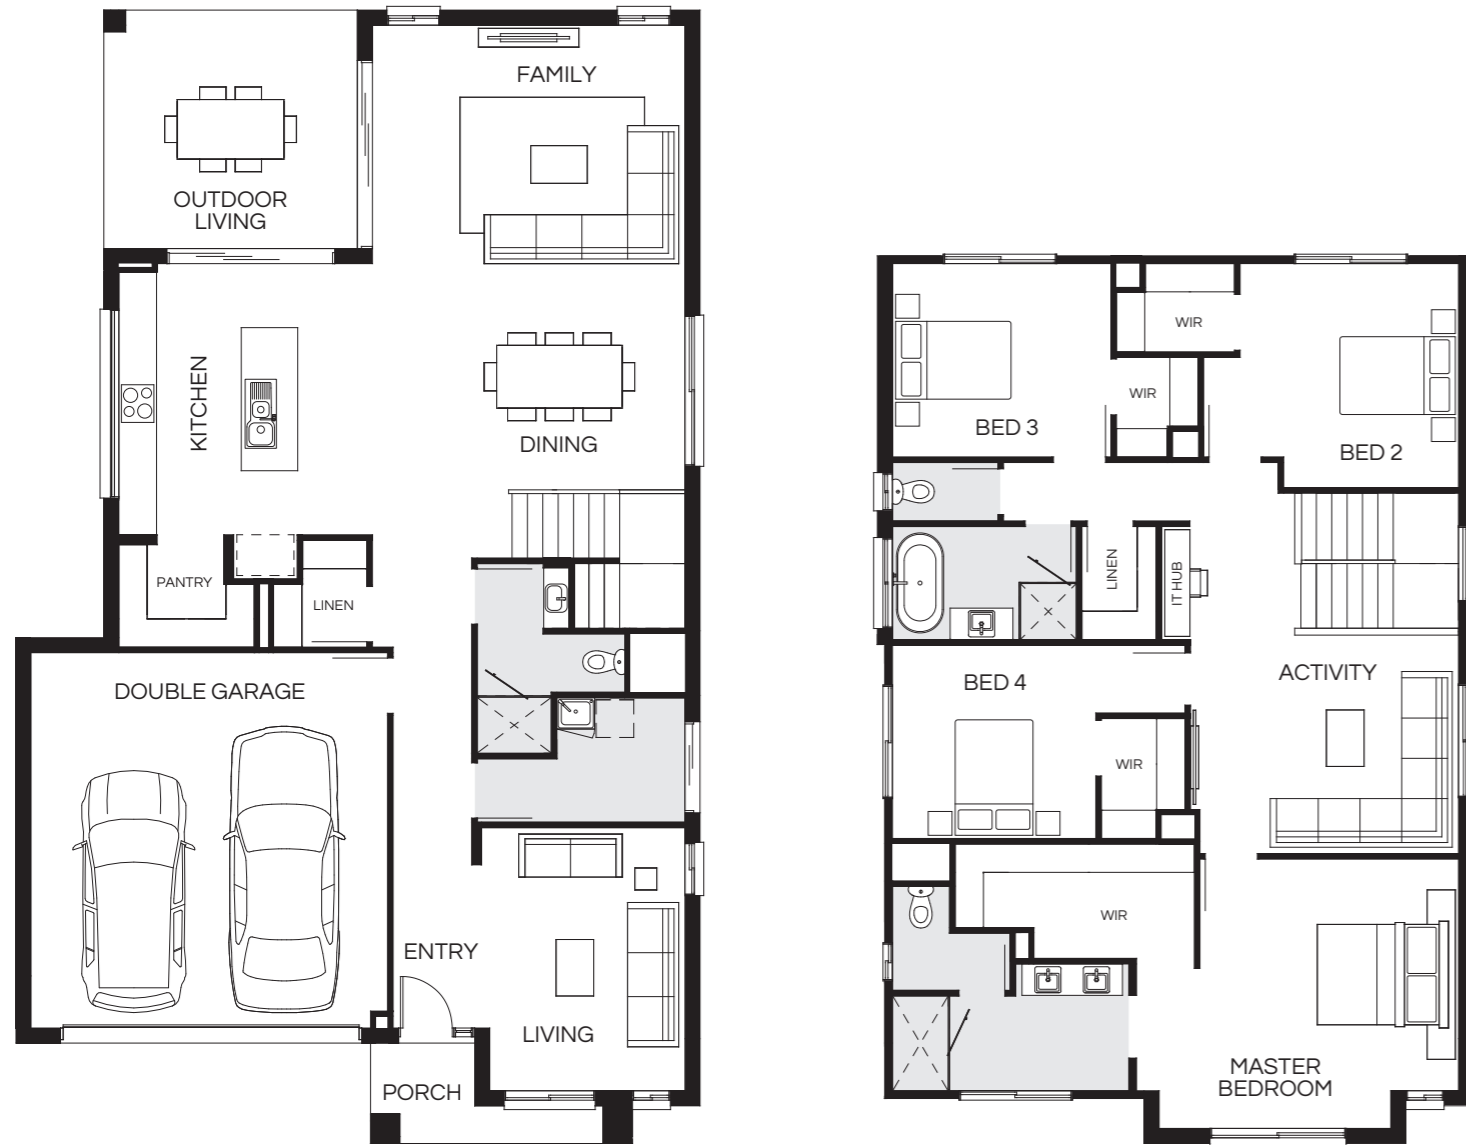 FAMILY
OUTDOOR
LIVING
KITCHEN
DINING
PANTRY
LINEN
DOUBLE GARAGE
ENTRY
LIVING
PORCH
WIR
WIR
BED 3
BED 2
LINEN
IT HUB
BED 4
ACTIVITY
WIR
WIR
MASTER
BEDROOM